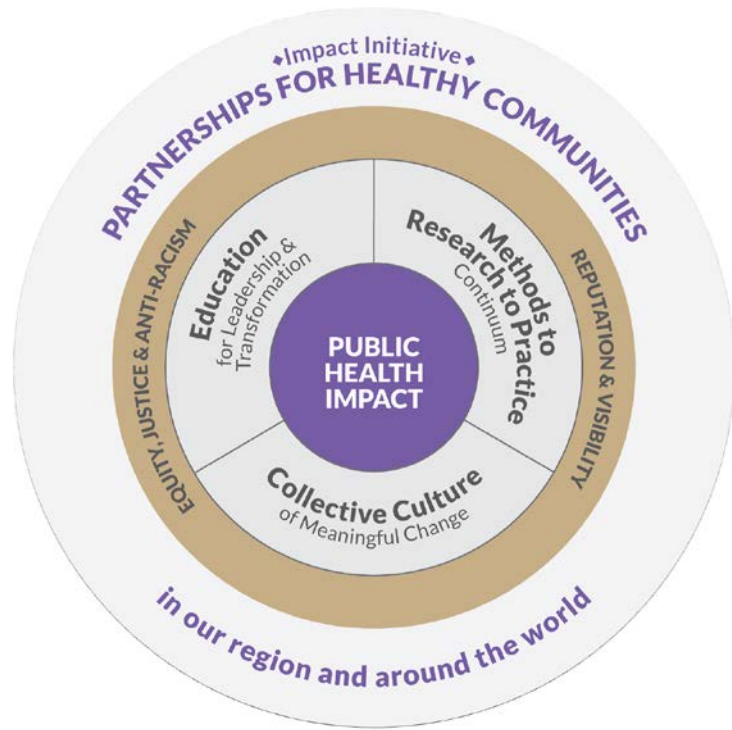 ◆Impact Initiative◆
PARTNERSHIPS FOR HEALTHY COMMUNITIES
EQUITY, JUSTICE & ANTI-RACISM
REPUTATION & VISIBILITY
Education
for Leadership &
Transformation
Methods to
Research to Practice
Continuum
PUBLIC
HEALTH
IMPACT
Collective Culture
of Meaningful Change
in our region and around the world